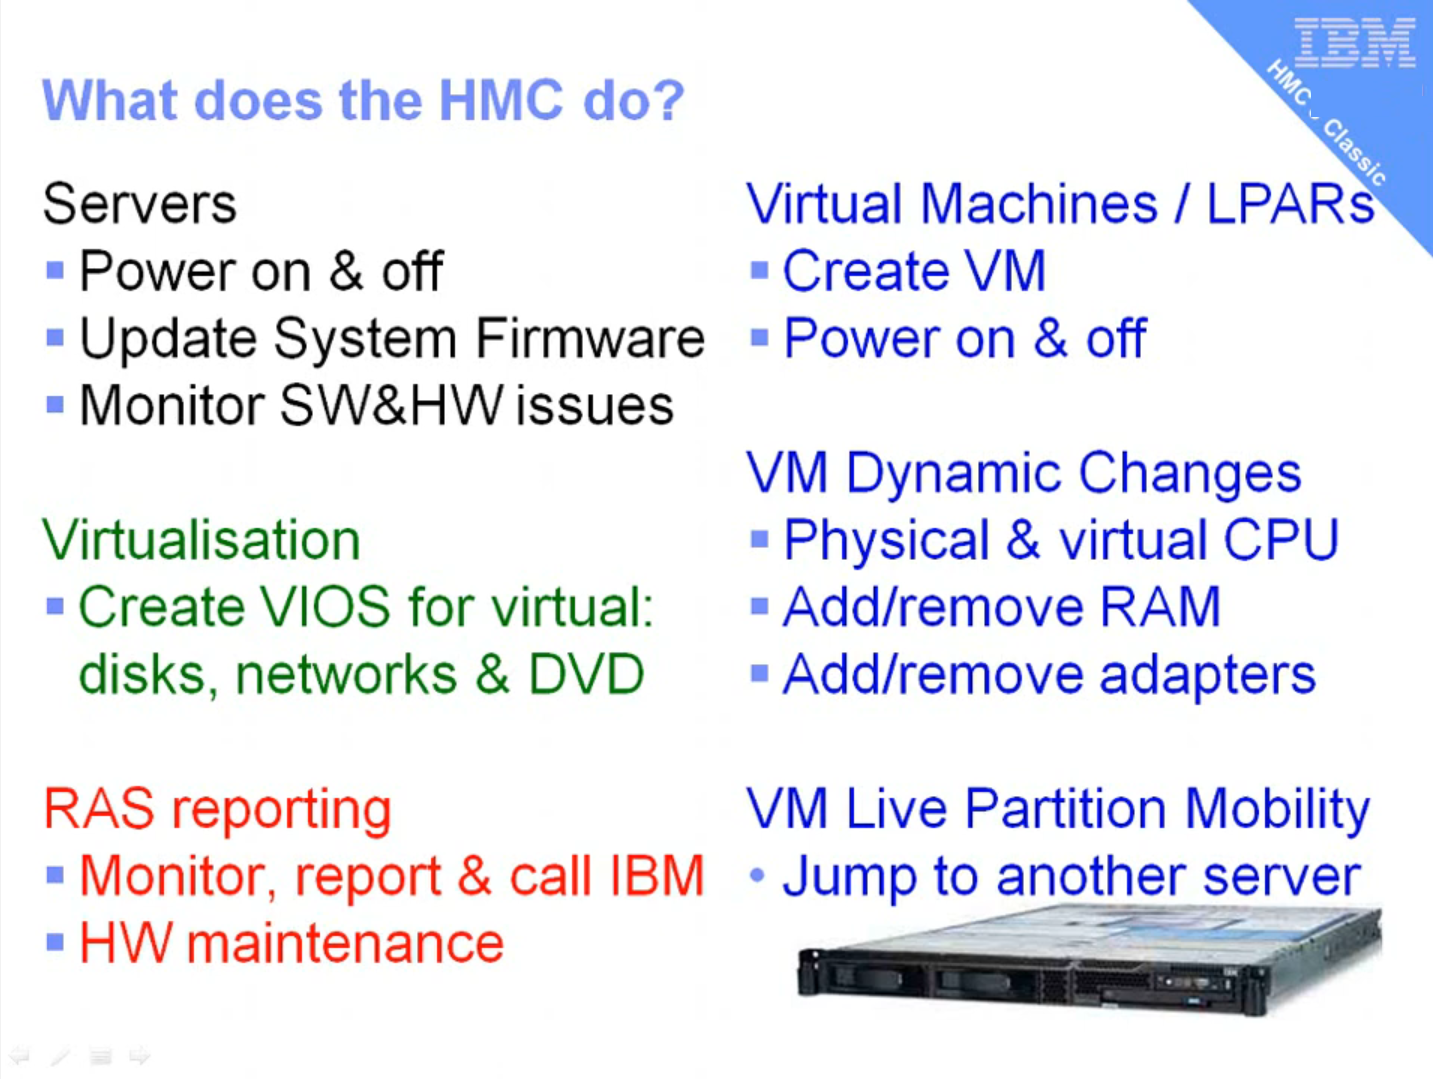 IBM
HMC Classic
What does the HMC do?
Servers
▪ Power on & off
▪ Update System Firmware
▪ Monitor SW&HW issues
Virtualisation
▪ Create VIOS for virtual:
disks, networks & DVD
RAS reporting
▪ Monitor, report & call IBM
▪ HW maintenance
Virtual Machines / LPARs
▪ Create VM
▪ Power on & off
VM Dynamic Changes
▪ Physical & virtual CPU
▪ Add/remove RAM
▪ Add/remove adapters
VM Live Partition Mobility
• Jump to another server